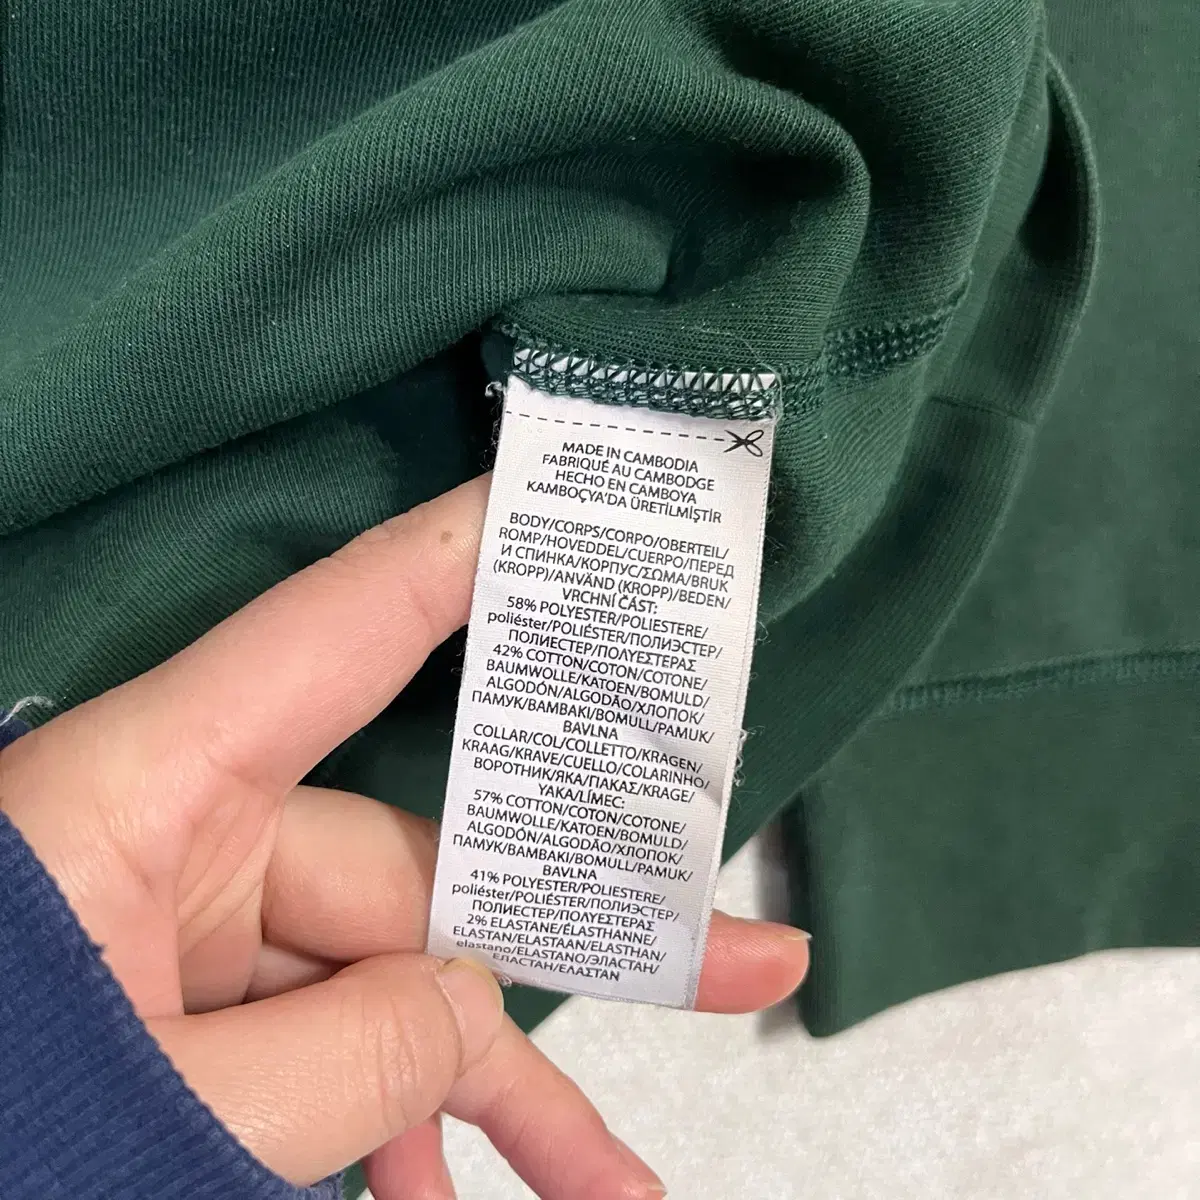 MADE IN CAMBODIA
FABRIQUÉ AU CAMBODGE
HECHO EN CAMBOYA
KAMBOÇYA'DA ÜRETİLMİŞTİR
BODY/CORPS/CORPO/OBERTEIL/
ROMP/HOVEDDEL/CUERPO/ПЕРЕД
И СПИНКА/КОРПУС/ΣΩΜΑ/BRUK
(KROPP)/ANVÄND (KROPP)/BEDEN/
VRCHNÍ ČÁST:
58% POLYESTER/POLIESTERE/
poliéster/POLIÉSTER/ПОЛИЭСТЕР/
ПОЛИЕСТЕР/ΠΟΛΥΕΣΤΕΡΑΣ
42% COTTON/COTON/COTONE/
BAUMWOLLE/KATOEN/BOMULD/
ALGODÓN/ALGODÃO/ХЛОПОК/
ПАМУК/BAMBAKI/BOMULL/PAMUK/
BAVLNA
COLLAR/COL/COLLETTO/KRAGEN/
KRAAG/KRAVE/CUELLO/COLARINHO/
ВОРОТНИК/ЯКА/ΓΙΑΚΑΣ/KRAGE/
YAKA/LÍMEC:
57% COTTON/COTON/COTONE/
BAUMWOLLE/KATOEN/BOMULD/
ALGODÓN/ALGODÃO/ХЛОПОК/
ПАМУК/BAMBAKI/BOMULL/PAMUK/
BAVLNA
41% POLYESTER/POLIESTERE/
poliéster/POLIÉSTER/ПОЛИЭСТЕР/
ПОЛИЕСТЕР/ΠΟΛΥΕΣΤΕΡΑΣ
2% ELASTANE/ÉLASTHANNE/
ELASTAN/ELASTAAN/ELASTHAN/
elastano/ELASTANO/ЭЛАСТАН/
ЕЛАСТАН/ΕΛΑΣΤΑΝ